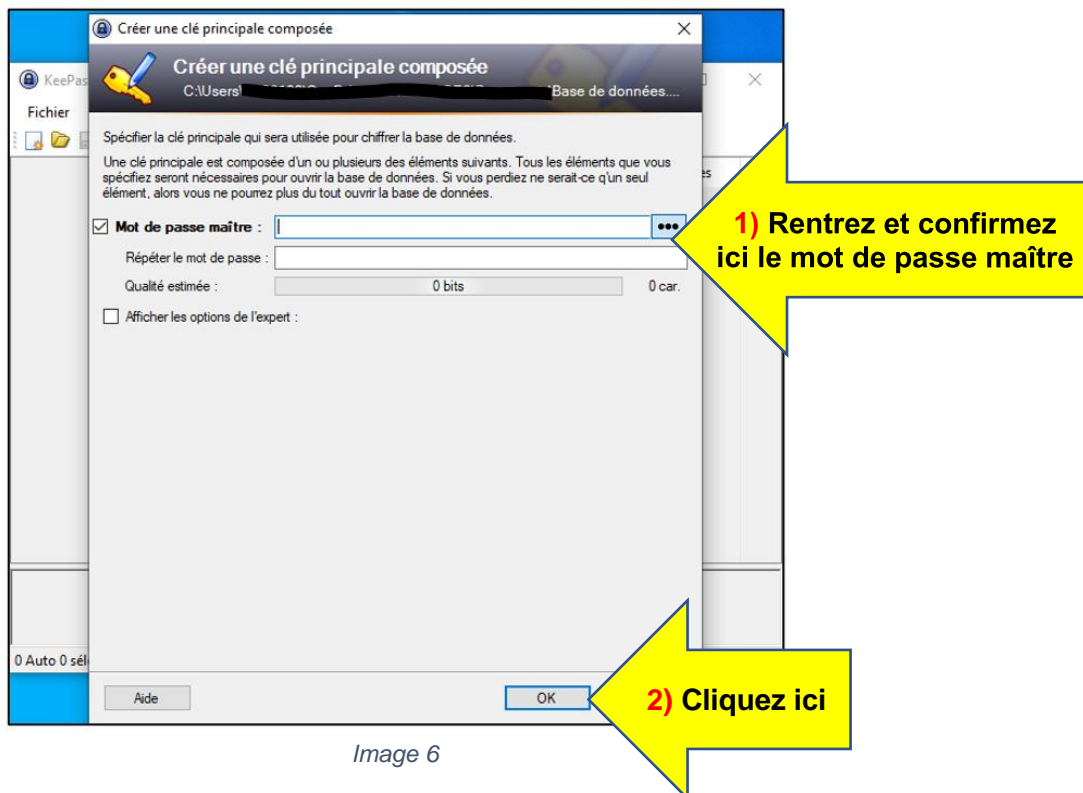 Créer une clé principale composée
Créer une clé principale composée
C:\Users\ Base de données....
KeePas
Fichier
Spécifier la clé principale qui sera utilisée pour chiffrer la base de données.
Une clé principale est composée d'un ou plusieurs des éléments suivants. Tous les éléments que vous
spécifiez seront nécessaires pour ouvrir la base de données. Si vous perdiez ne serait-ce q'un seul
élément, alors vous ne pourrez plus du tout ouvrir la base de données.
es
Mot de passe maître :
Répéter le mot de passe :
Qualité estimée : 0 bits 0 car.
Afficher les options de l'expert :
1) Rentrez et confirmez
ici le mot de passe maître
0 Auto 0 sél
Aide OK
2) Cliquez ici
Image 6